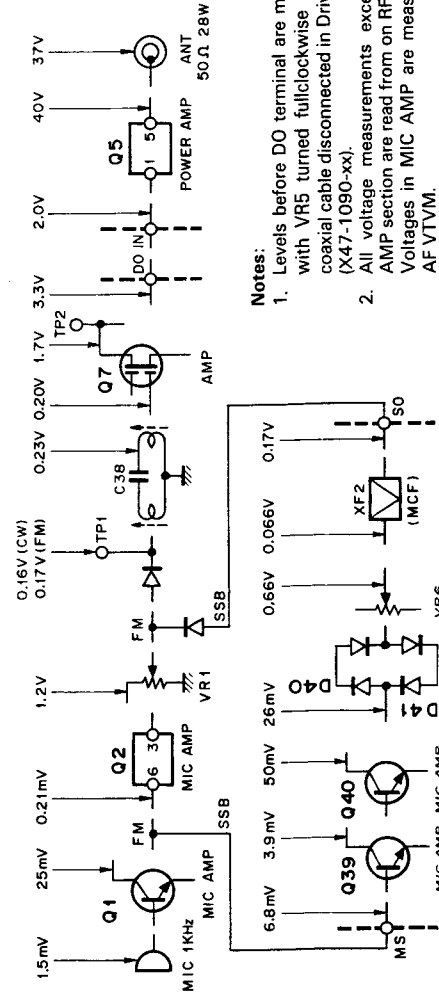 37V
40V
2.0V
3.3V
1.7V
0.20V
0.23V
0.16V (CW)
0.17V (FM)
1.2V
0.21mV
25mV
1.5mV
ANT
50Ω 28W
Q5
1
5
POWER AMP
DO IN
TP2
Q7
AMP
C38
TP1
FM
SSB
VR1
Q2
6
3
MIC AMP
FM
SSB
Q1
MIC AMP
MIC 1KHz
Notes:
1. Levels before DO terminal are m
with VR5 turned fullclockwise
coaxial cable disconnected in Driv
(X47-1090-xx).
2. All voltage measurements exce
AMP section are read from on RF
Voltages in MIC AMP are meas
AF VTVM.
0.17V
0.066V
0.66V
26mV
50mV
3.9mV
6.8mV
SO
XF2
(MCF)
D40
D41
Q40
MIC AMP
Q39
MIC AMP
MS